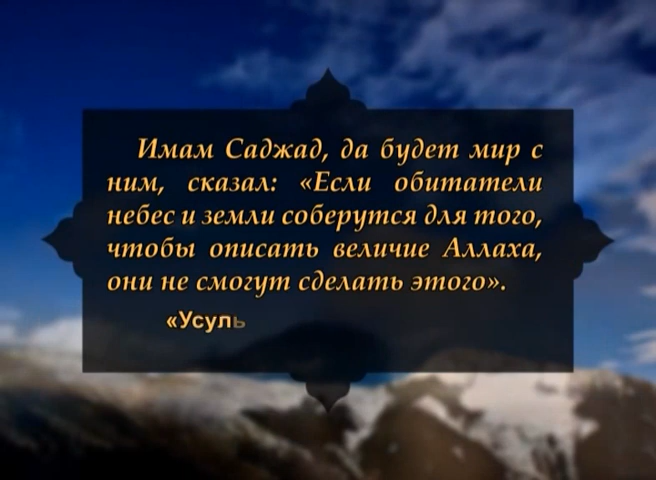 Имам Саджад, да будет мир с
ним, сказал: «Если обитатели
небес и земли соберутся для того,
чтобы описать величие Аллаха,
они не смогут сделать этого».
«Усуль